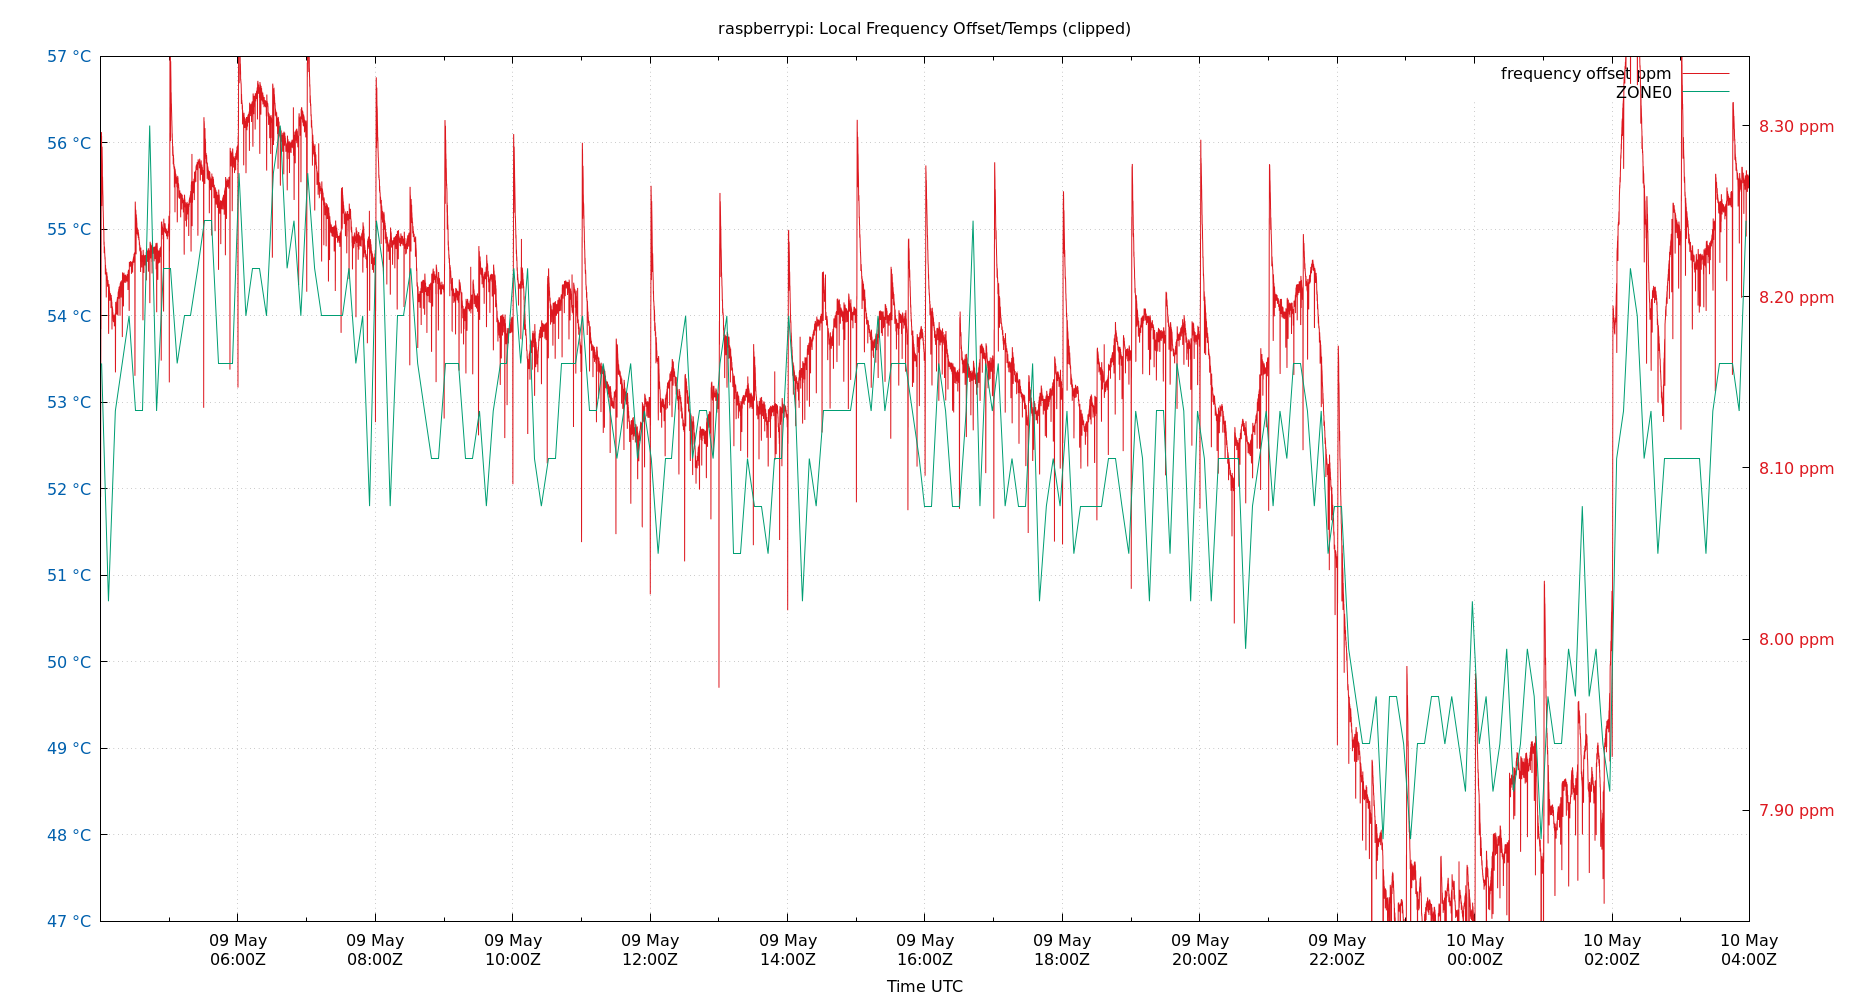 raspberrypi: Local Frequency Offset/Temps (clipped)
57 °C
56 °C
55 °C
54 °C
53 °C
52 °C
51 °C
50 °C
49 °C
48 °C
47 °C
frequency offset ppm
ZONE0
8.30 ppm
8.20 ppm
8.10 ppm
8.00 ppm
7.90 ppm
09 May
06:00Z
09 May
08:00Z
09 May
10:00Z
09 May
12:00Z
09 May
14:00Z
09 May
16:00Z
09 May
18:00Z
09 May
20:00Z
09 May
22:00Z
10 May
00:00Z
10 May
02:00Z
10 May
04:00Z
Time UTC